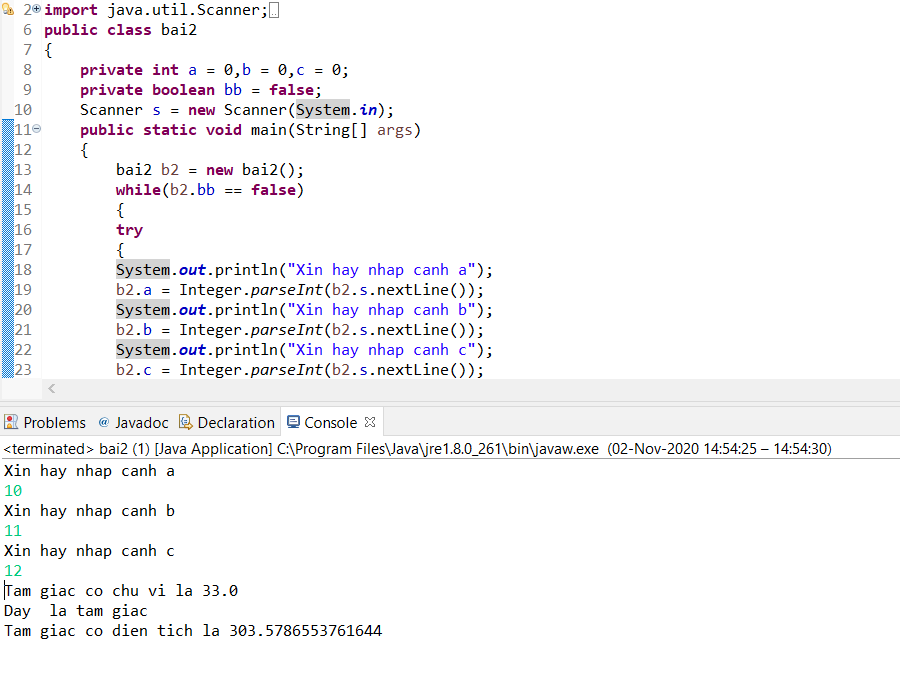 2 import java.util.Scanner;
6 public class bai2
7 {
8 private int a = 0,b = 0,c = 0;
9 private boolean bb = false;
10 Scanner s = new Scanner(System.in);
11 public static void main(String[] args)
12 {
13 bai2 b2 = new bai2();
14 while(b2.bb == false)
15 {
16 try
17 {
18 System.out.println("Xin hay nhap canh a");
19 b2.a = Integer.parseInt(b2.s.nextLine());
20 System.out.println("Xin hay nhap canh b");
21 b2.b = Integer.parseInt(b2.s.nextLine());
22 System.out.println("Xin hay nhap canh c");
23 b2.c = Integer.parseInt(b2.s.nextLine());
Problems @ Javadoc Declaration Console
<terminated> bai2 (1) [Java Application] C:\Program Files\Java\jre1.8.0_261\bin\javaw.exe (02-Nov-2020 14:54:25 – 14:54:30)
Xin hay nhap canh a
10
Xin hay nhap canh b
11
Xin hay nhap canh c
12
Tam giac co chu vi la 33.0
Day  la tam giac
Tam giac co dien tich la 303.5786553761644